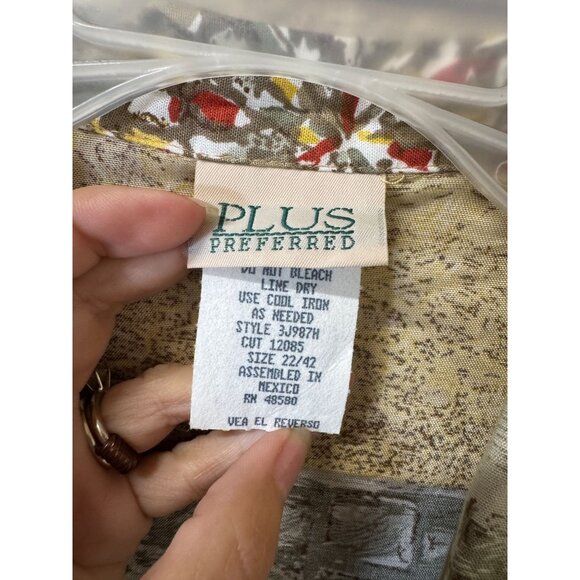 PLUS
PREFERRED
DO NOT BLEACH
LINE DRY
USE COOL IRON
AS NEEDED
STYLE 3J987H
CUT 12085
SIZE 22/42
ASSEMBLED IN
MEXICO
RN 48580
VEA EL REVERSO